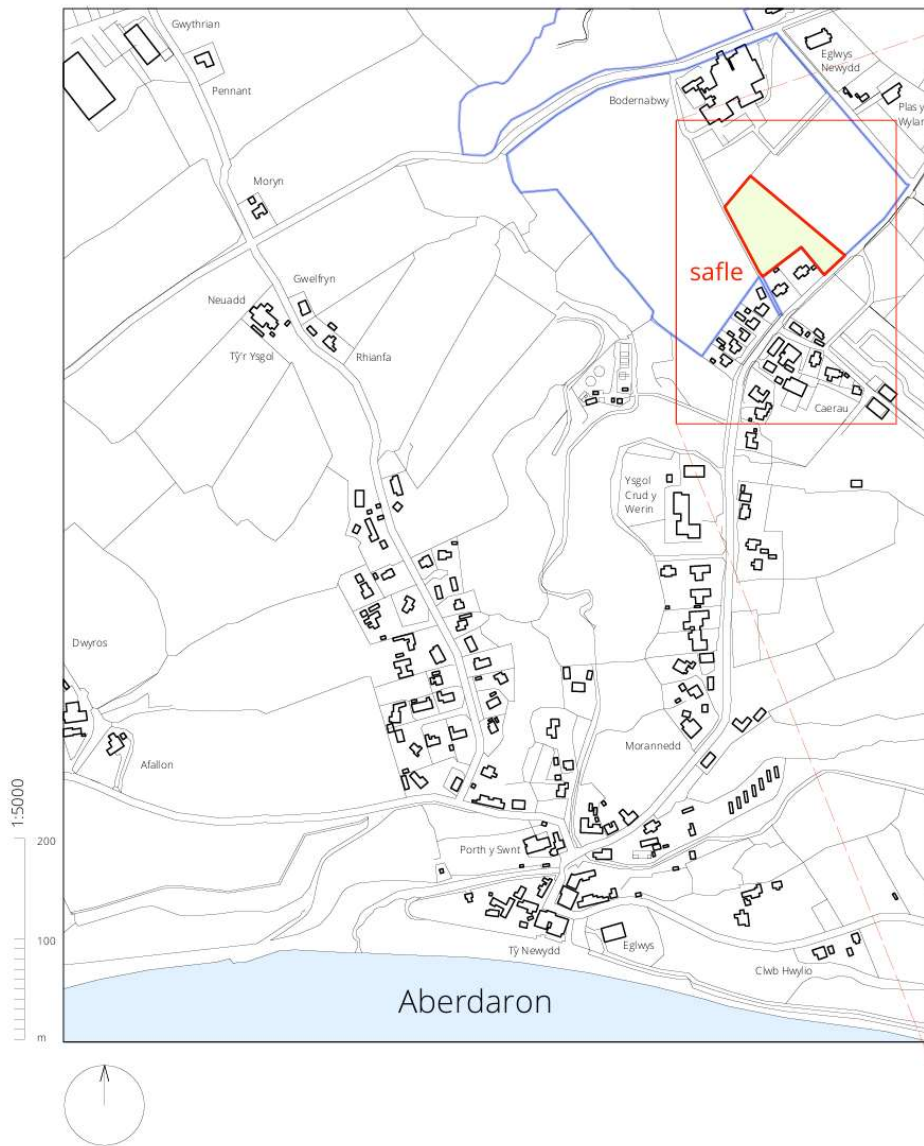 Gwythrian
Pennant
Bodernabwy
Eglwys
Newydd
Plas yr
Wylan
Moryn
safle
Gwelfryn
Neuadd
Tŷ'r Ysgol
Rhianfa
Caerau
Ysgol
Crud y
Werin
Dwyros
Afallon
Morannedd
1:5000
200
100
m
Porth y Swnt
Tŷ Newydd
Eglwys
Clwb Hwylio
Aberdaron